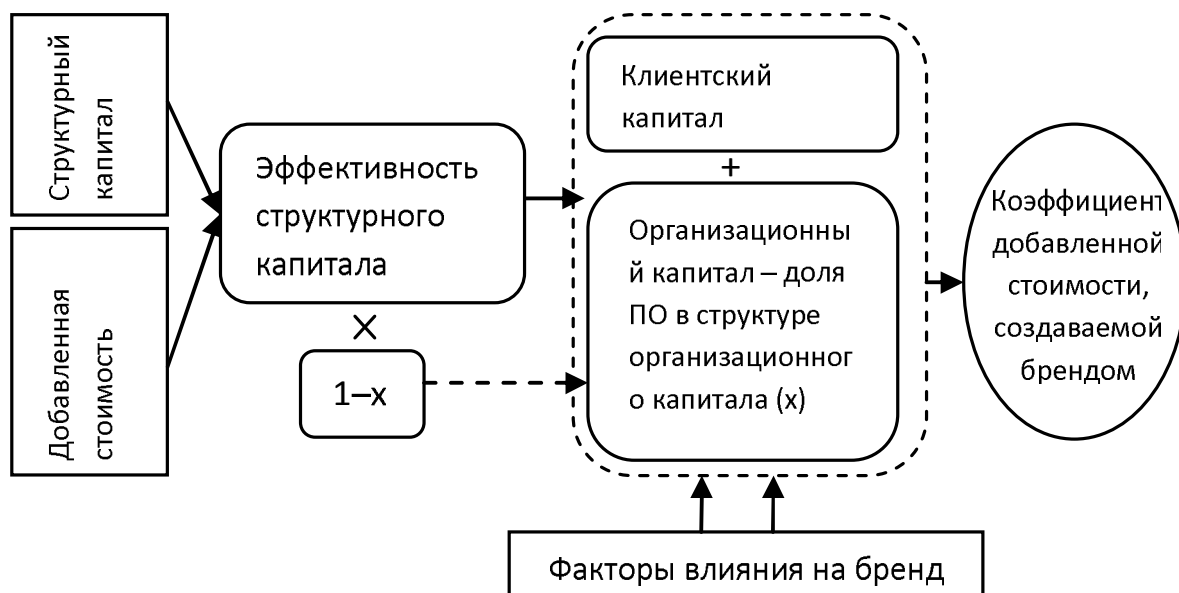 Структурный
капитал
Добавленная
стоимость
Эффективность
структурного
капитала
×
1–x
Клиентский
капитал
+
Организационны
й капитал – доля
ПО в структуре
организационног
о капитала (x)
Факторы влияния на бренд
Коэффициент
добавленной
стоимости,
создаваемой
брендом